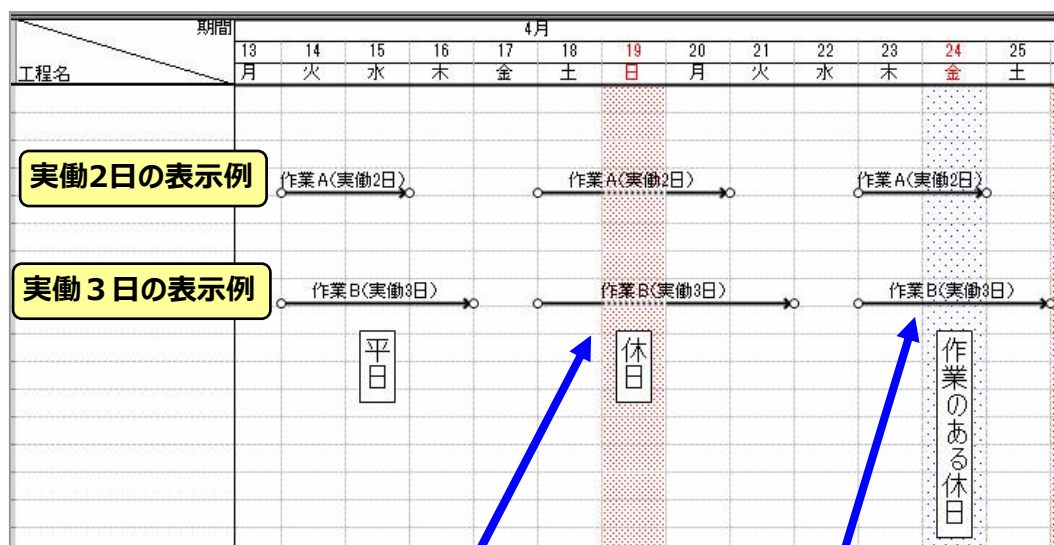 期間
4月
13 14 15 16 17 18 19 20 21 22 23 24 25
工程名
月 火 水 木 金 土 日 月 火 水 木 金 土
実働2日の表示例
作業A(実働2日)
作業A(実働2日)
作業A(実働2日)
実働３日の表示例
作業B(実働3日)
作業B(実働3日)
作業B(実働3日)
平日
休日
作業のある休日